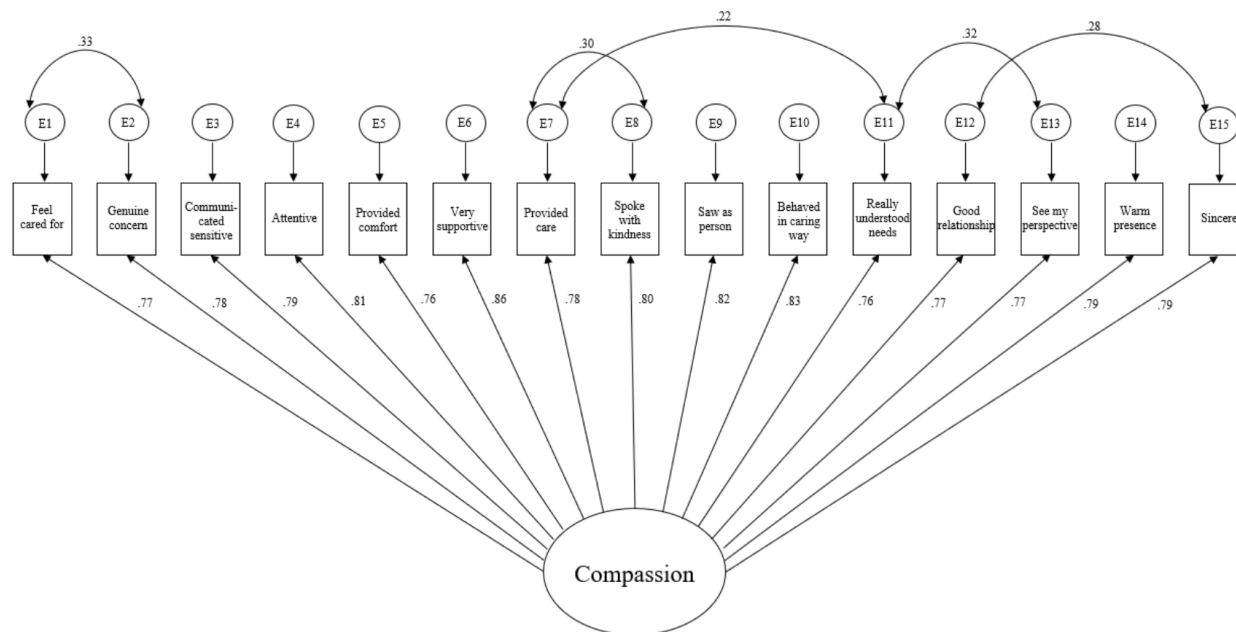 .22
.33
.30
.32
.28
E1
E2
E3
E4
E5
E6
E7
E8
E9
E10
E11
E12
E13
E14
E15
Feel
cared for
Genuine
concern
Communi-
cated
sensitive
Attentive
Provided
comfort
Very
supportive
Provided
care
Spoke
with
kindness
Saw as
person
Behaved
in caring
way
Really
understood
needs
Good
relationship
See my
perspective
Warm
presence
Sincere
.77
.78
.79
.81
.76
.86
.78
.80
.82
.83
.76
.77
.77
.79
.79
Compassion